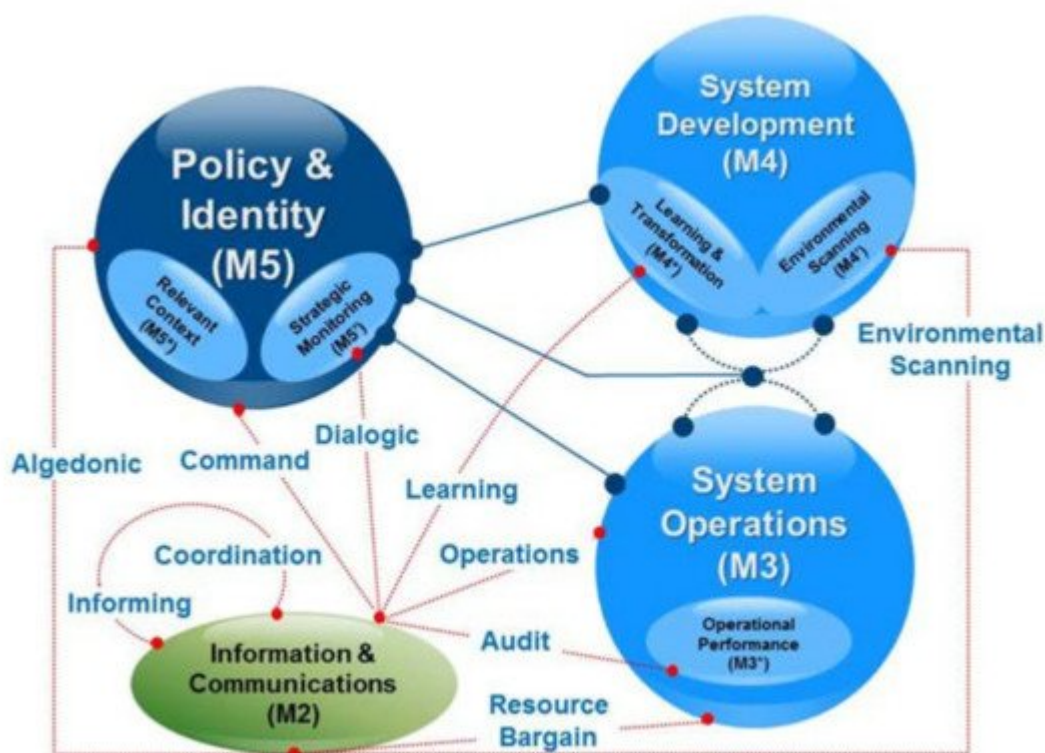 Policy &
Identity
(M5)
Relevant
Context
(M5*)
Strategic
Monitoring
(M5')
System
Development
(M4)
Learning &
Transformation
(M4*)
Environmental
Scanning
(M4')
Environmental
Scanning
Algedonic
Command
Dialogic
Learning
Coordination
Informing
Operations
Audit
Resource
Bargain
System
Operations
(M3)
Operational
Performance
(M3*)
Information &
Communications
(M2)